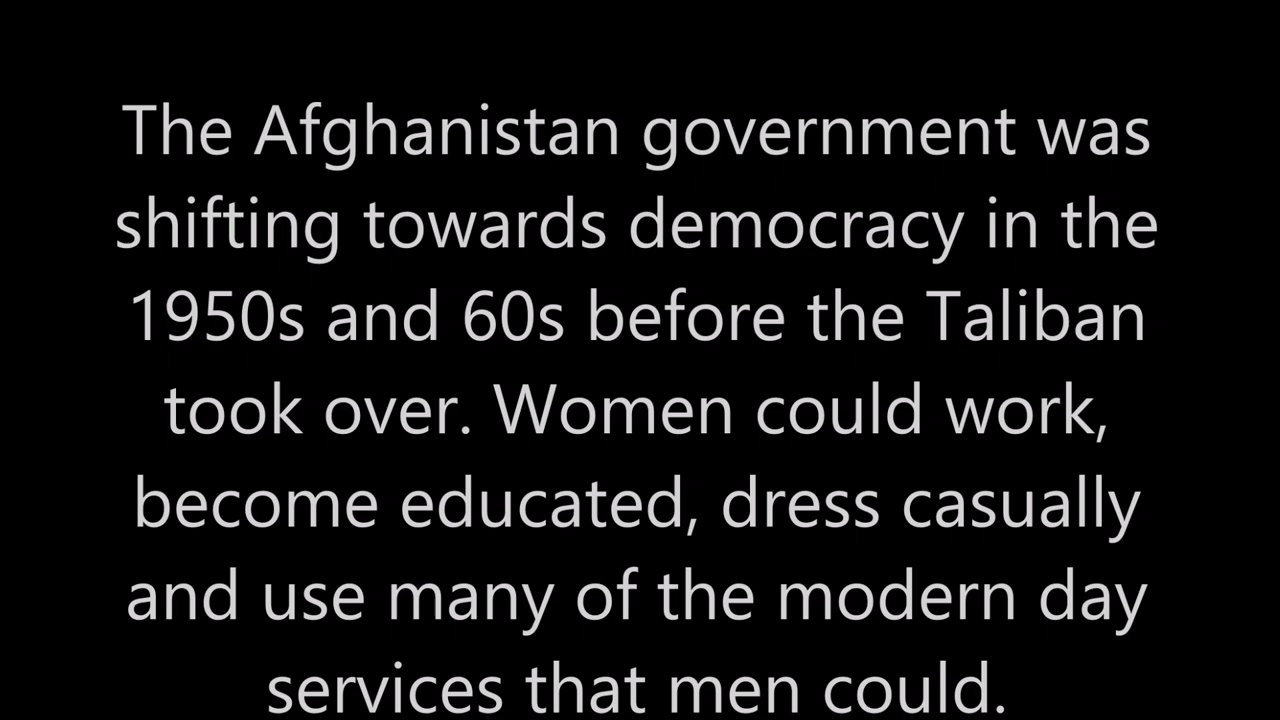 The Afghanistan government was
shifting towards democracy in the
1950s and 60s before the Taliban
took over. Women could work,
become educated, dress casually
and use many of the modern day
services that men could.